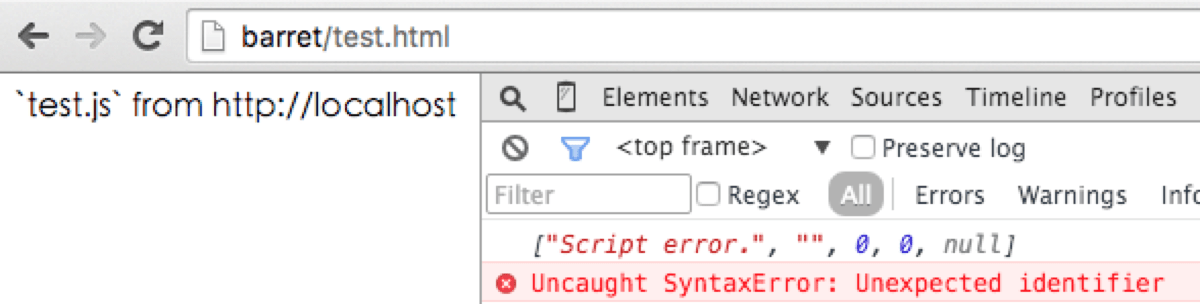 barret/test.html
`test.js` from http://localhost
Elements Network Sources Timeline Profiles
<top frame> ▼ Preserve log
Filter Regex All Errors Warnings Info
["Script error.", "", 0, 0, null]
Uncaught SyntaxError: Unexpected identifier